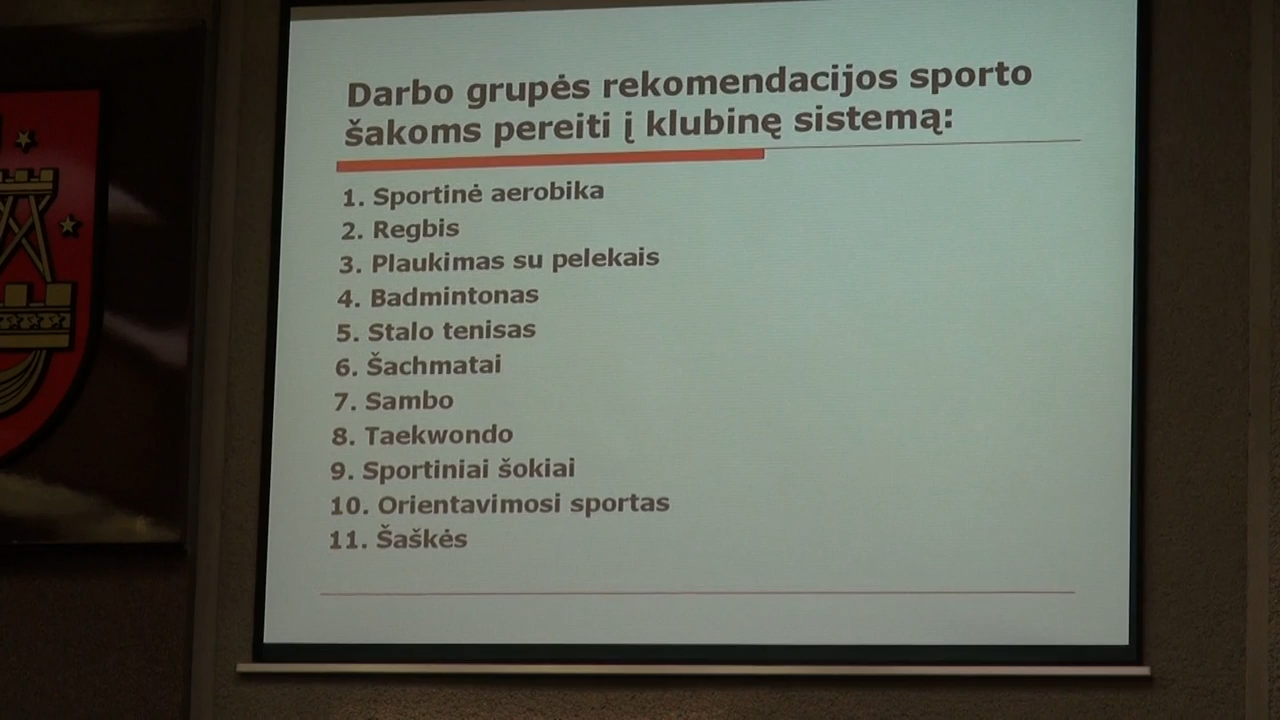 Darbo grupės rekomendacijos sporto
šakoms pereiti į klubinę sistemą:
1. Sportinė aerobika
2. Regbis
3. Plaukimas su pelekais
4. Badmintonas
5. Stalo tenisas
6. Šachmatai
7. Sambo
8. Taekwondo
9. Sportiniai šokiai
10. Orientavimosi sportas
11. Šaškės